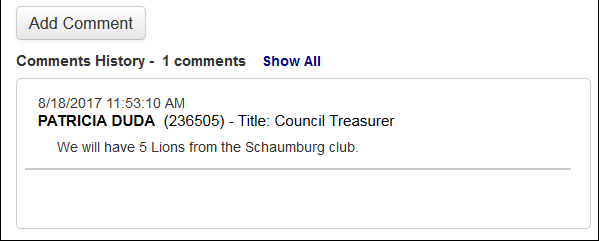 Add Comment
Comments History - 1 comments Show All
8/18/2017 11:53:10 AM
PATRICIA DUDA (236505) - Title: Council Treasurer
We will have 5 Lions from the Schaumburg club.